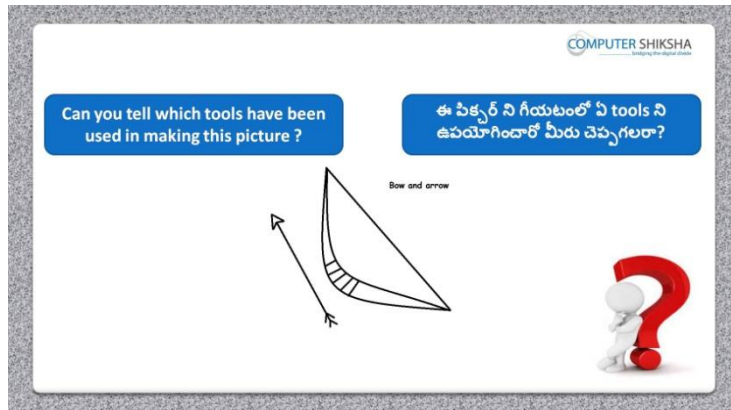 COMPUTER SHIKSHA
bridging the digital divide
Can you tell which tools have been
used in making this picture ?
ఈ పిక్చర్ ని గీయటంలో ఏ tools ని
ఉపయోగించారో మీరు చెప్పగలరా?
Bow and arrow